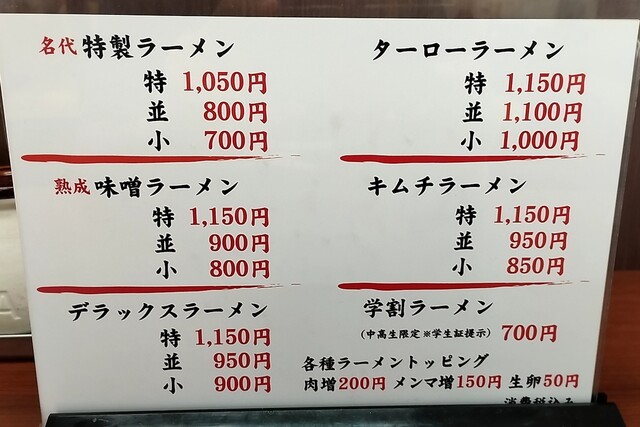 名代 特製ラーメン
特 1,050円
並 800円
小 700円
熟成 味噌ラーメン
特 1,150円
並 900円
小 800円
デラックスラーメン
特 1,150円
並 950円
小 900円
ターローラーメン
特 1,150円
並 1,100円
小 1,000円
キムチラーメン
特 1,150円
並 950円
小 850円
学割ラーメン
(中高生限定※学生証提示) 700円
各種ラーメントッピング
肉増200円 メンマ増150円 生卵50円
消費税込み